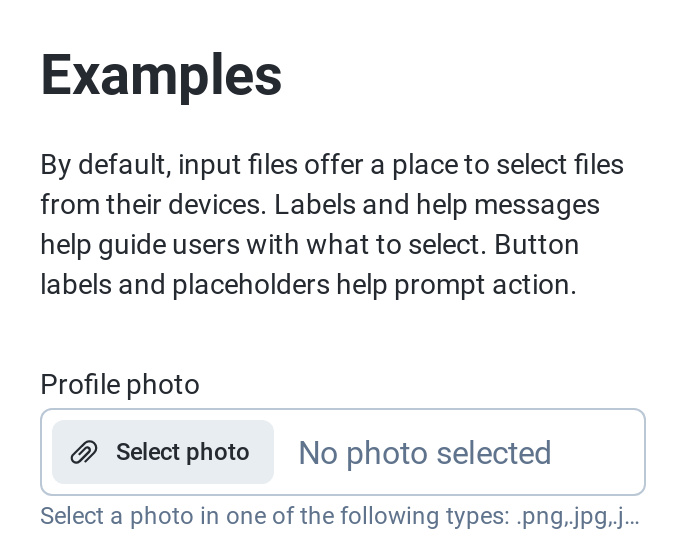 Examples
By default, input files offer a place to select files
from their devices. Labels and help messages
help guide users with what to select. Button
labels and placeholders help prompt action.
Profile photo
Select photo
No photo selected
Select a photo in one of the following types: .png,.jpg,.j…